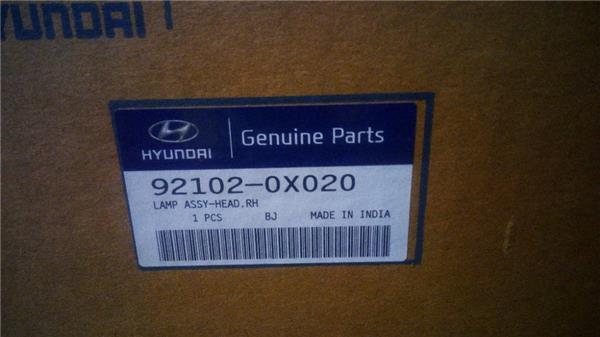 HYUNDAI
HYUNDAI
Genuine Parts
92102-0X020
LAMP ASSY-HEAD,RH
1 PCS BJ MADE IN INDIA